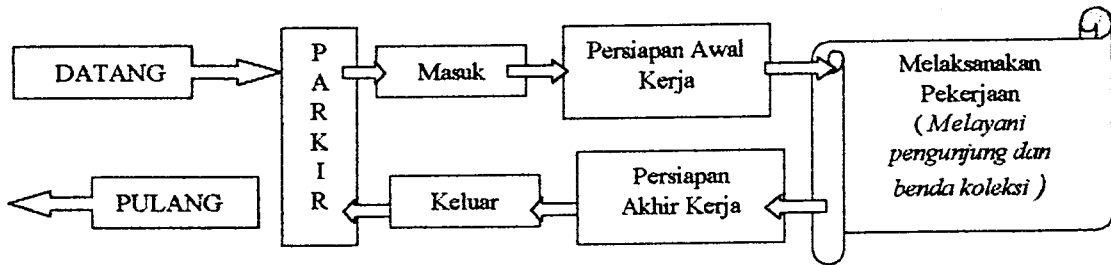 DATANG
P
A
R
K
I
R
Masuk
Persiapan Awal
Kerja
Melaksanakan
Pekerjaan
( Melayani
pengunjung dan
benda koleksi )
Persiapan
Akhir Kerja
Keluar
PULANG